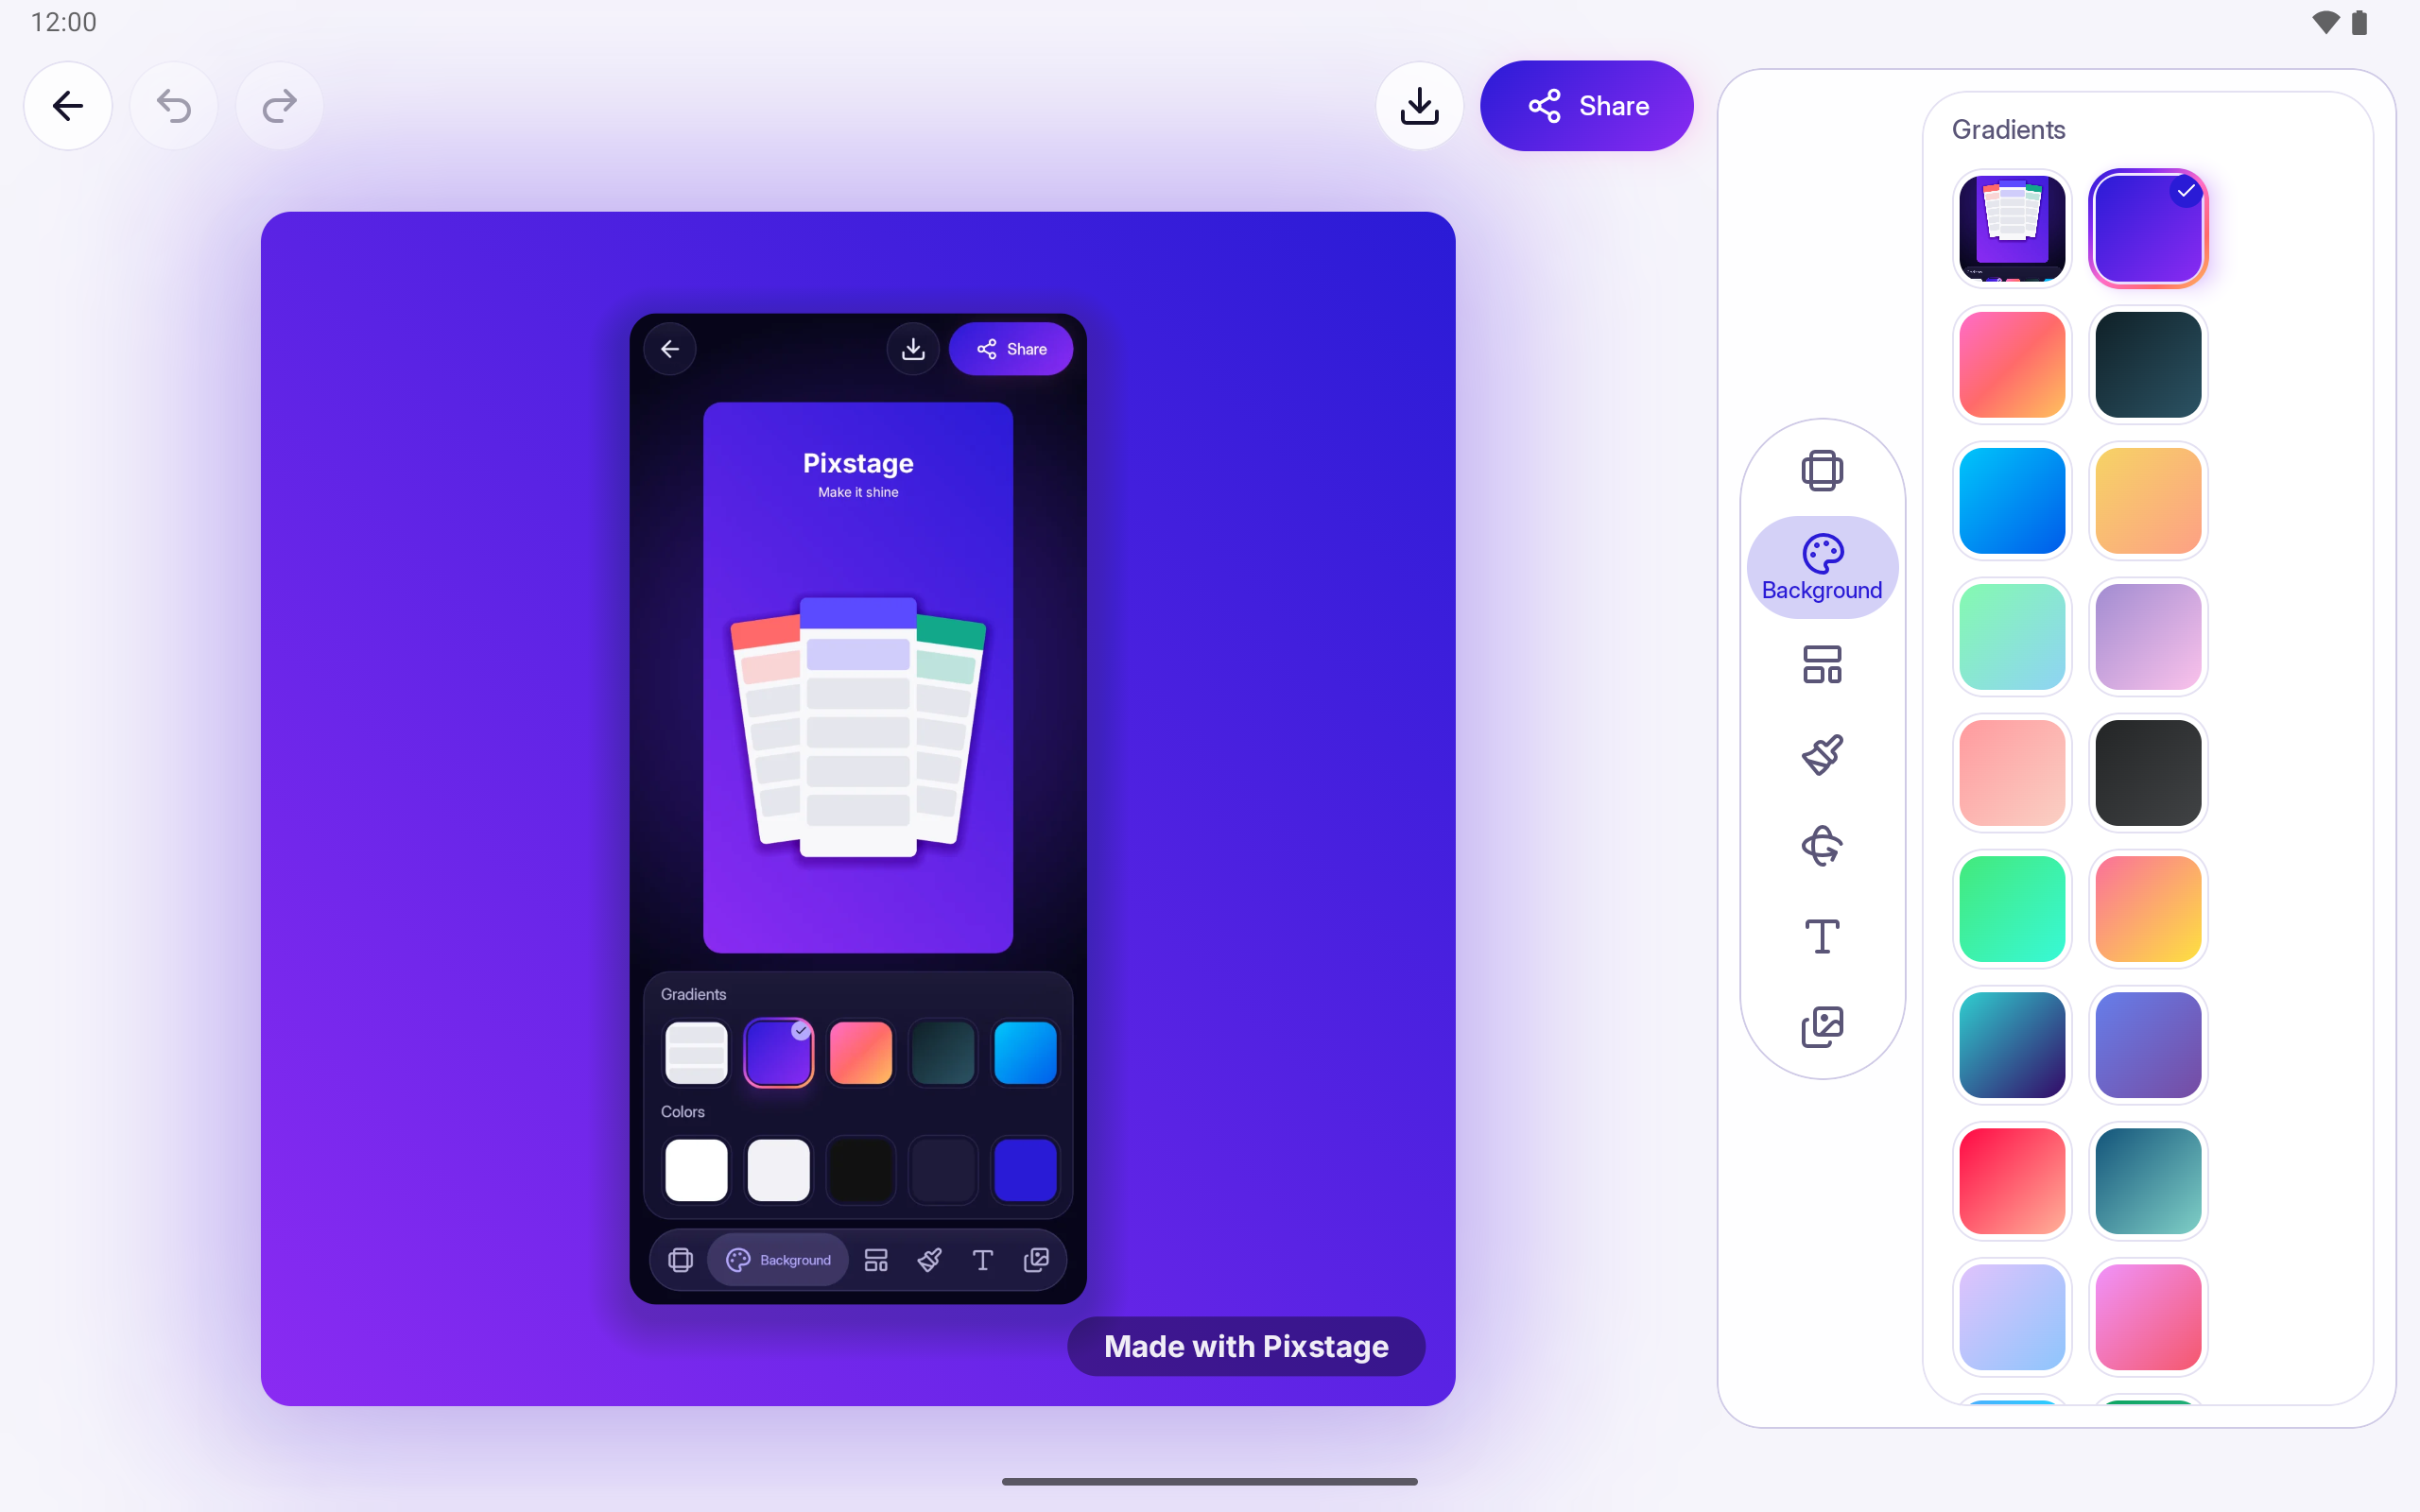 12:00
Share
Gradients
Share
Pixstage
Make it shine
Background
Gradients
Colors
Background
Made with Pixstage